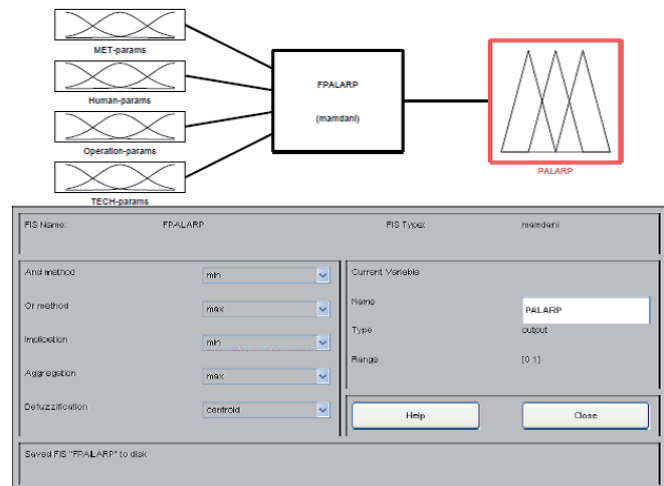 MET-params
Human-params
Operation-params
TECH-params
FPALARP
(mamdani)
PALARP
FIS Name: FPALARP FIS Type: mamdani
And method min
Or method max
Implication min
Aggregation max
Defuzzification centroid
Current Variable
Name PALARP
Type output
Range [0 1]
Help Close
Saved FIS "FPALARP" to disk